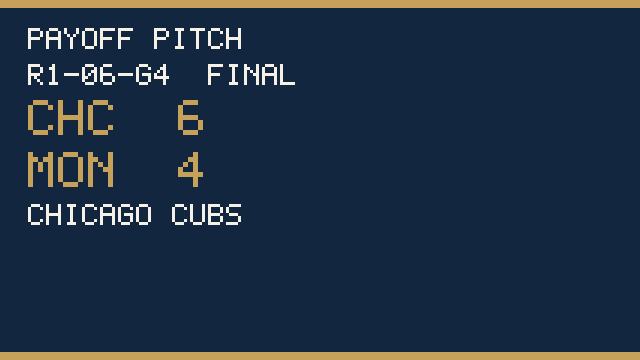 PAYOFF PITCH
R1-06-G4 FINAL
CHC 6
MON 4
CHICAGO CUBS